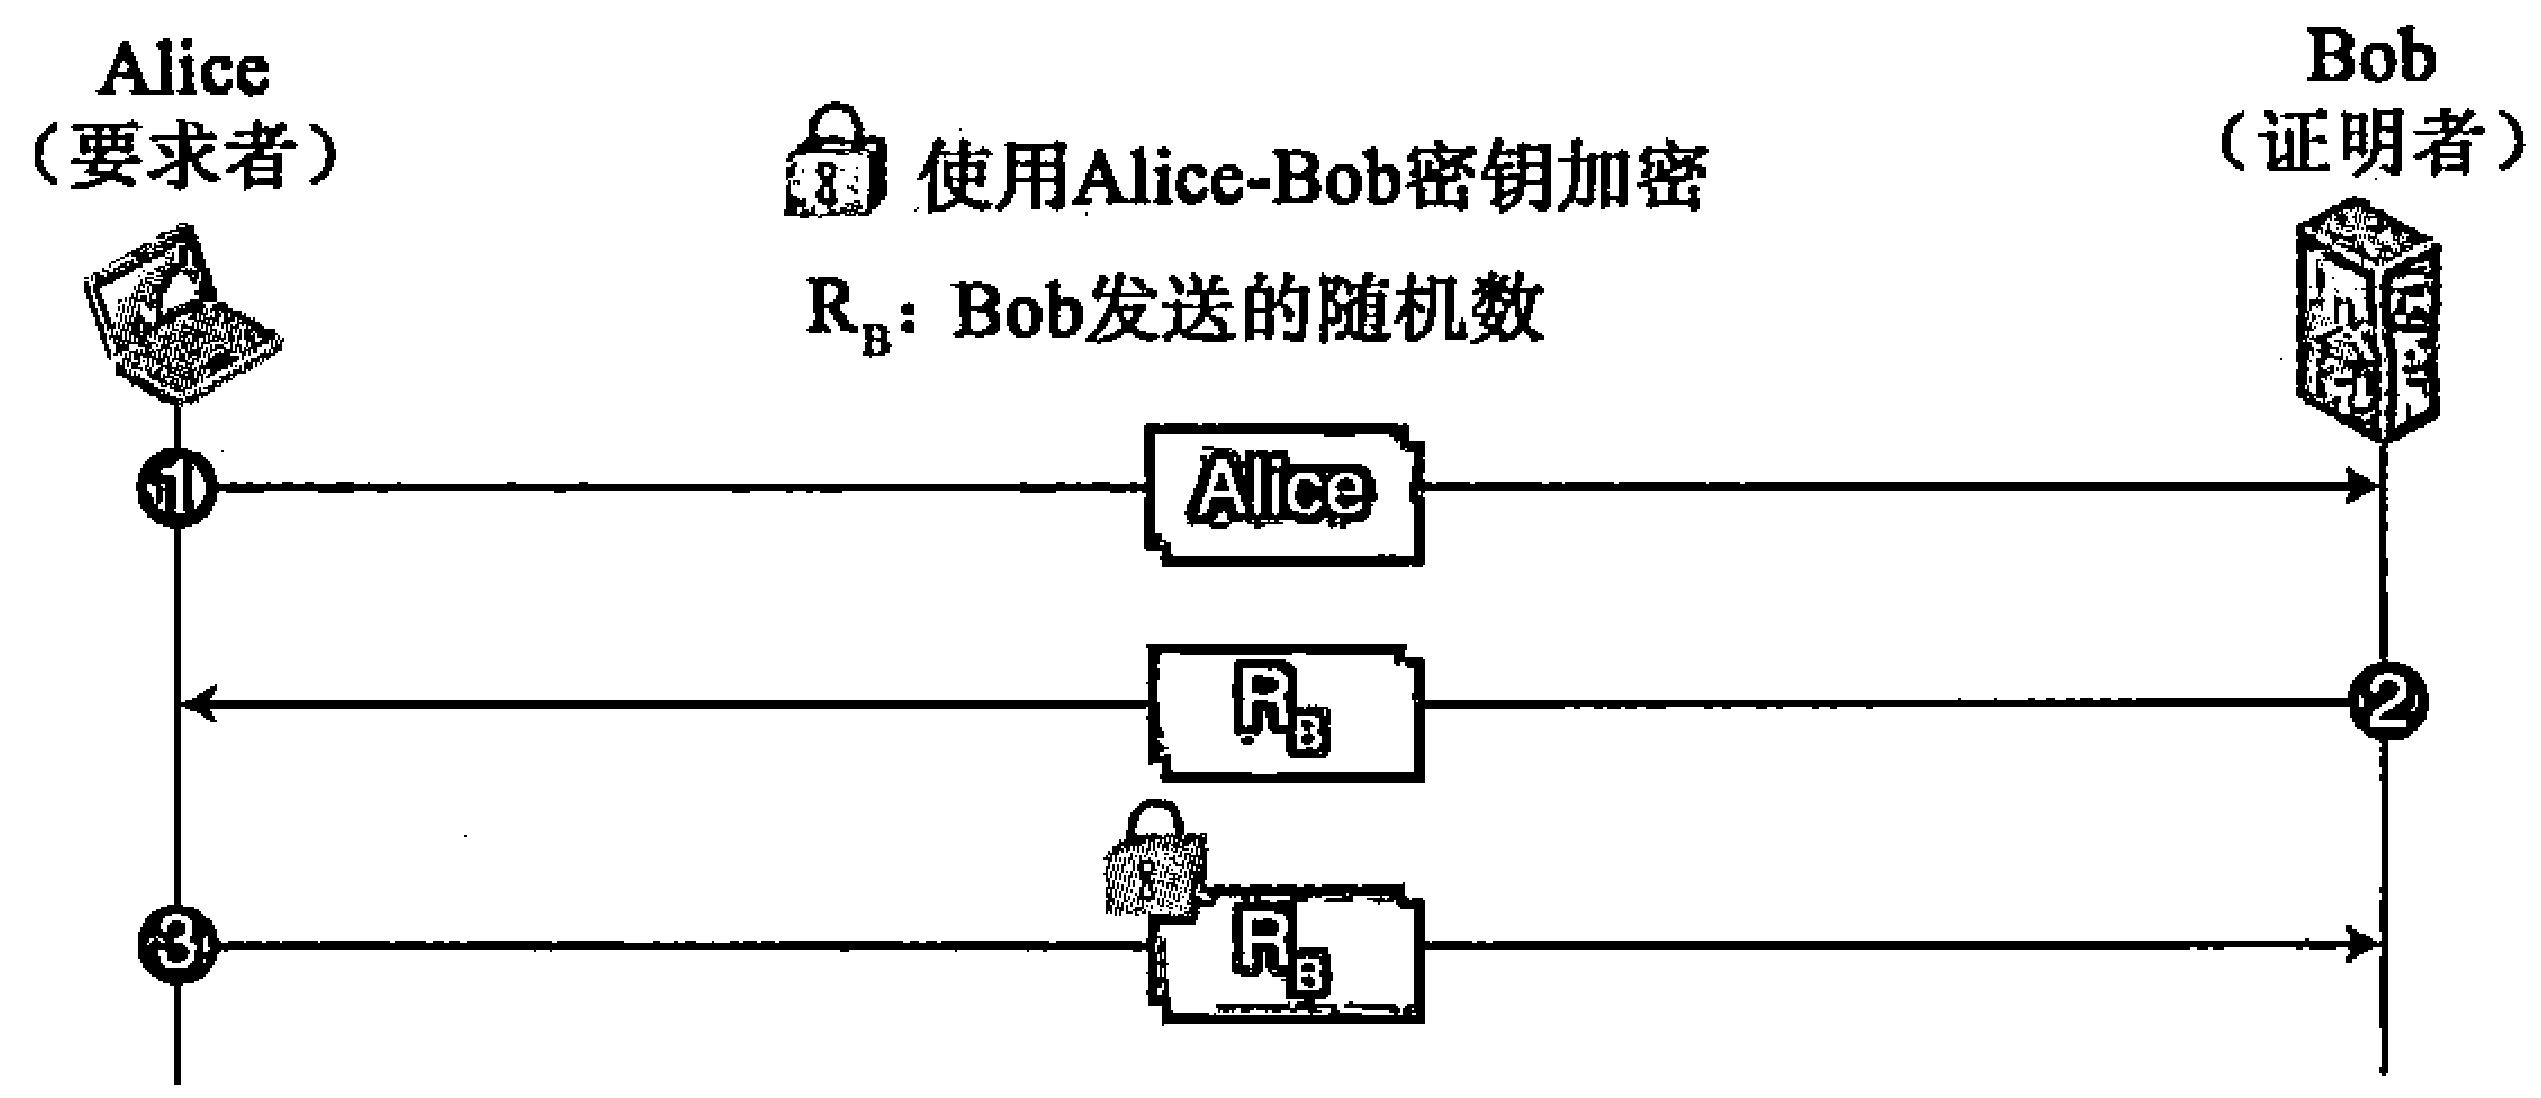 Alice
（要求者）
Bob
（证明者）
使用Alice-Bob密钥加密
R_B：Bob发送的随机数
1
Alice
R_B
2
3
R_B